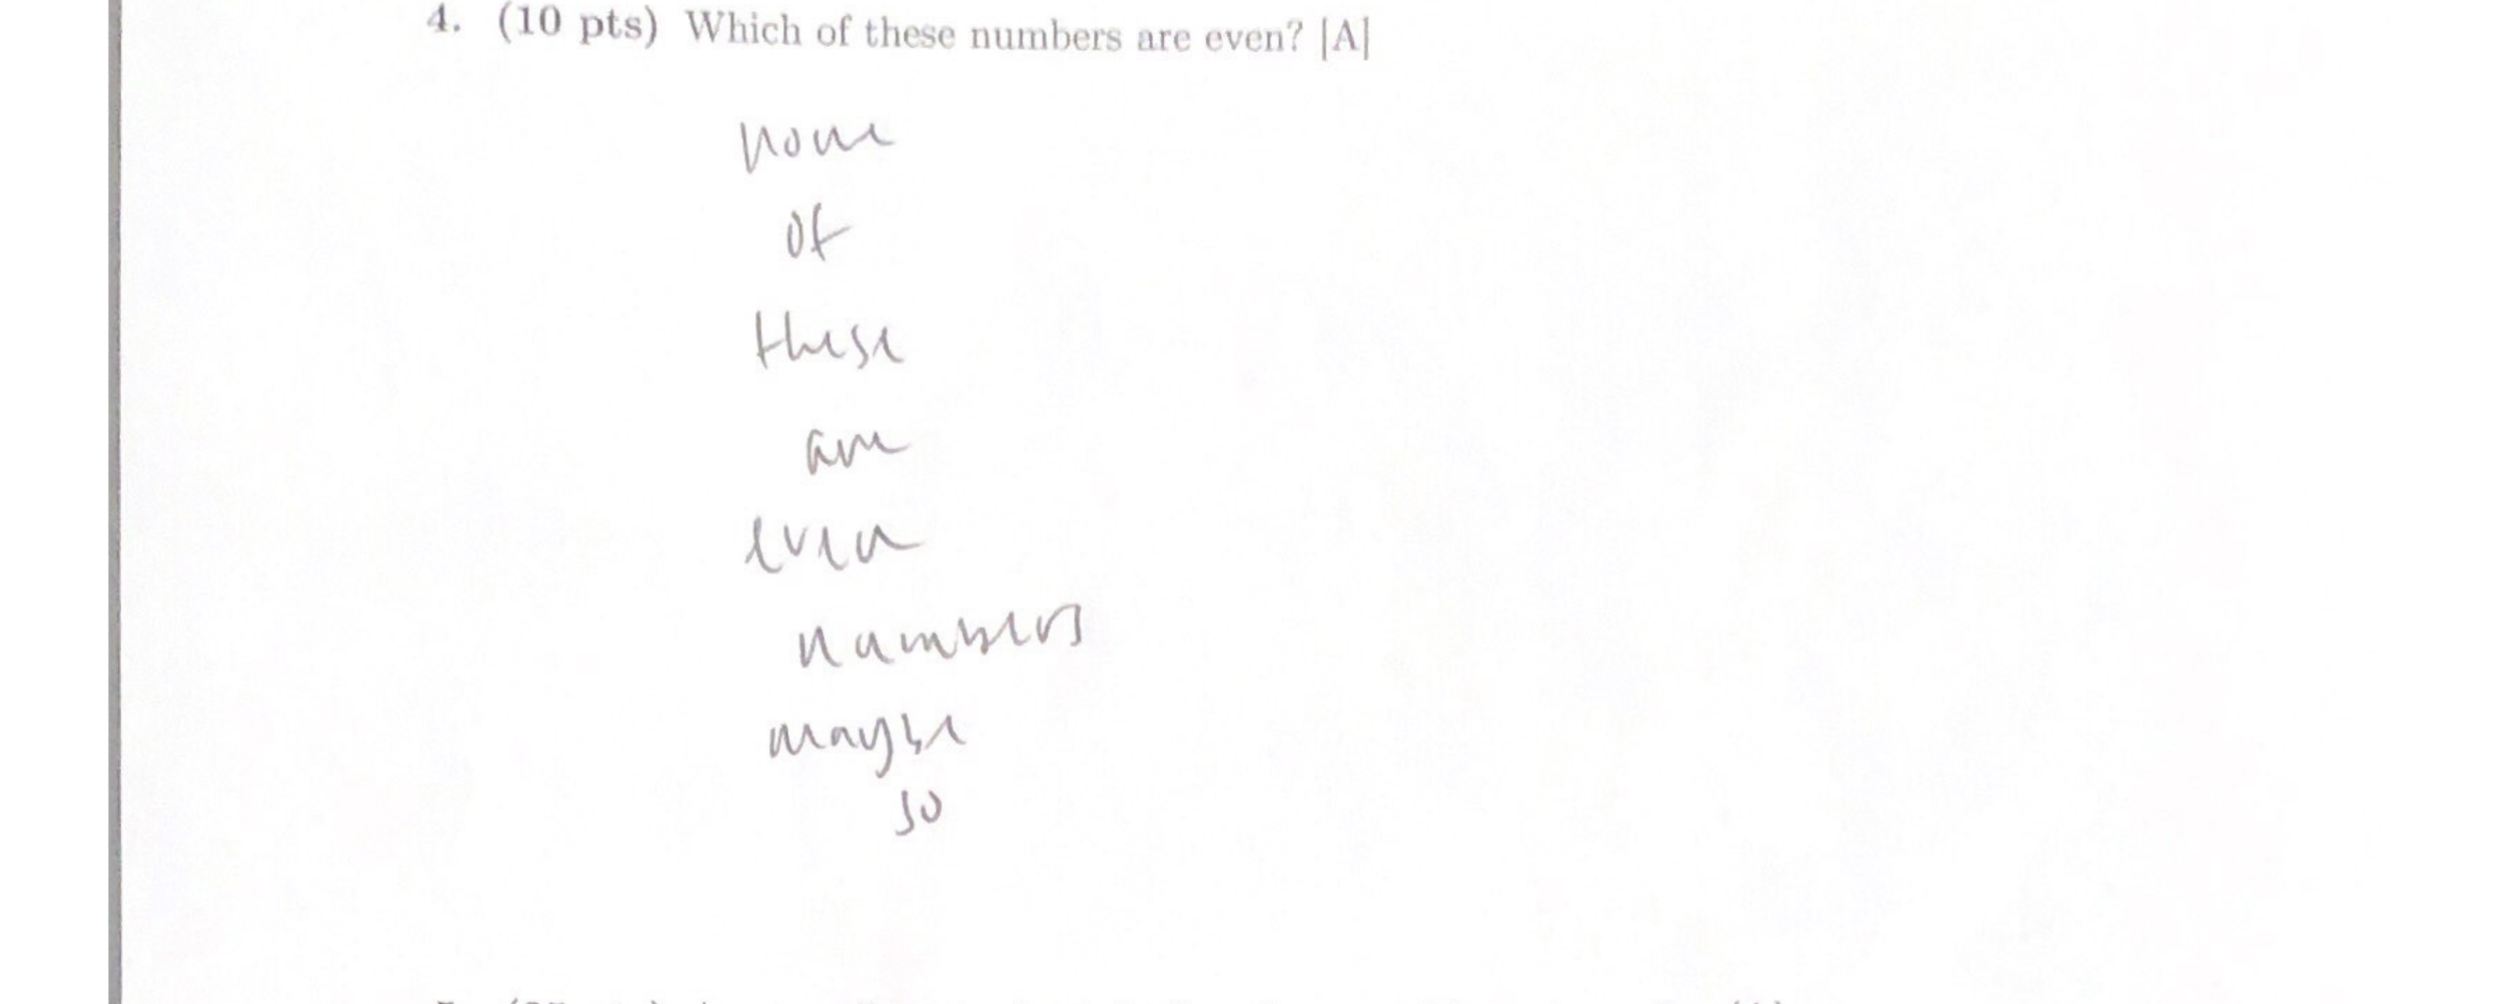 4. (10 pts) Which of these numbers are even? [A]
none
of
these
are
even
numbers
maybe
so